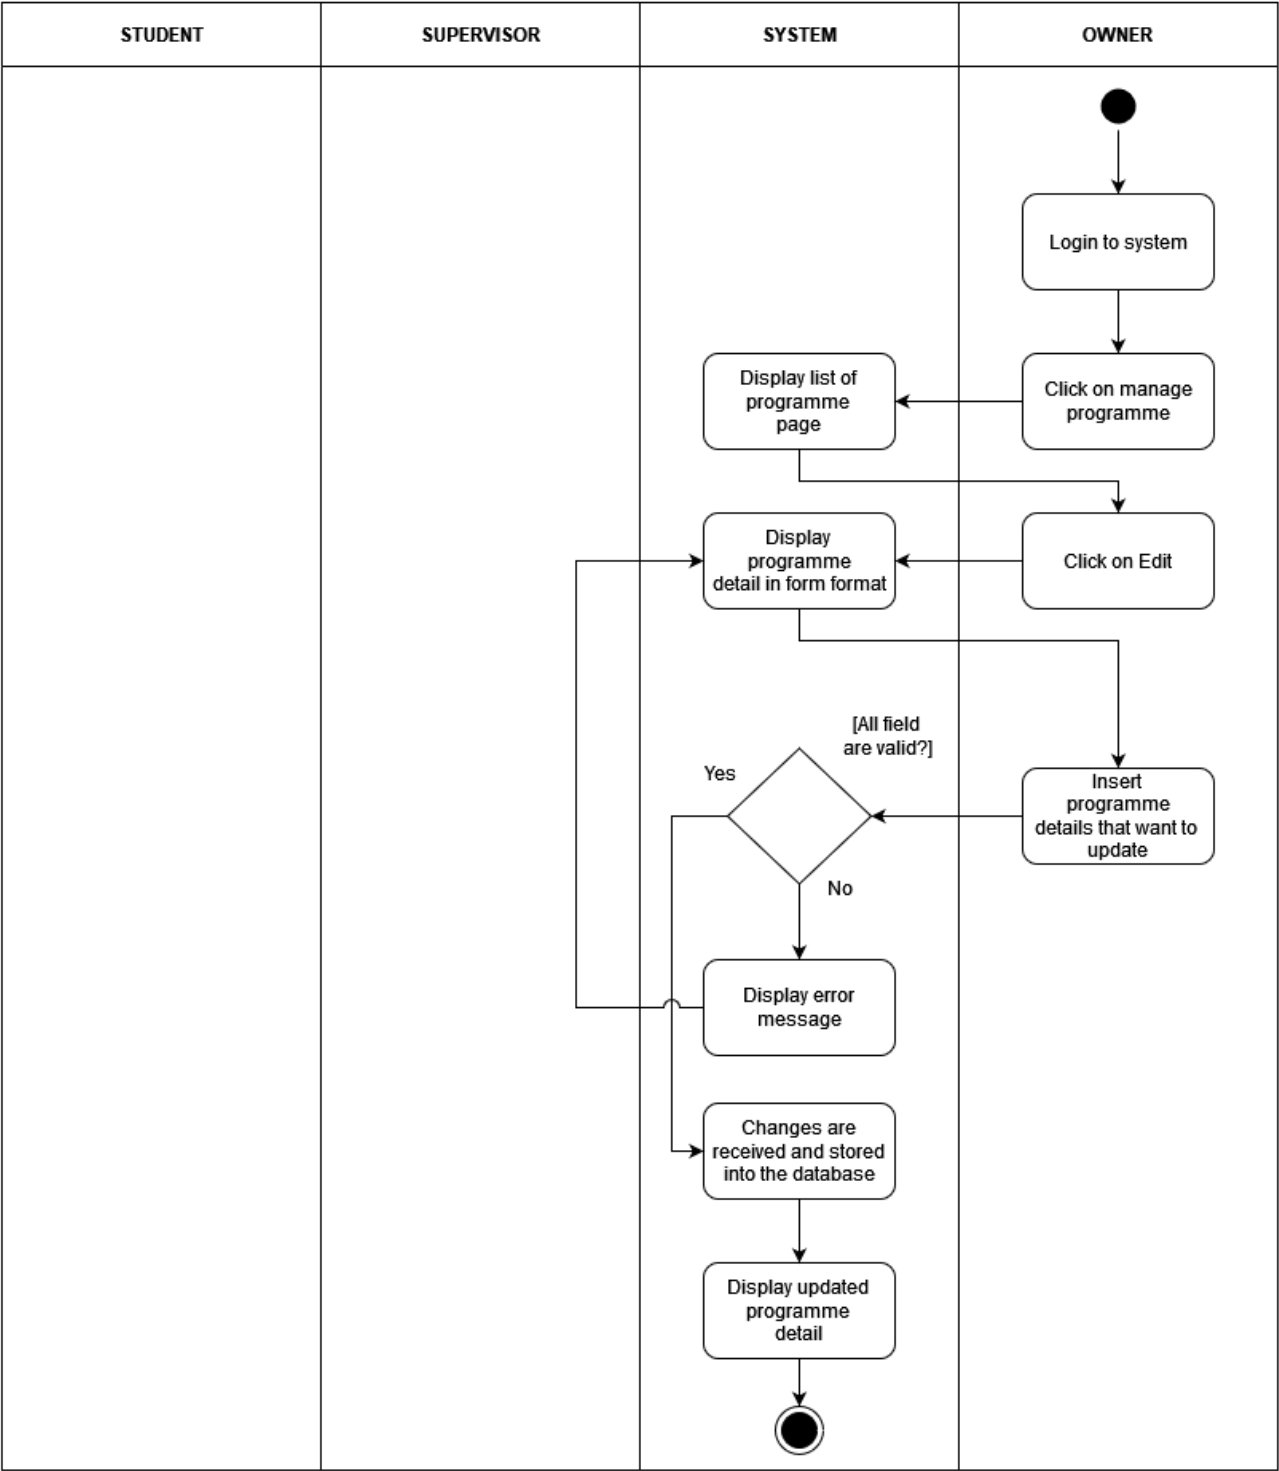 STUDENT
SUPERVISOR
SYSTEM
OWNER
Login to system
Display list of
programme
page
Click on manage
programme
Display
programme
detail in form format
Click on Edit
[All field
are valid?]
Yes
Insert
programme
details that want to
update
No
Display error
message
Changes are
received and stored
into the database
Display updated
programme
detail